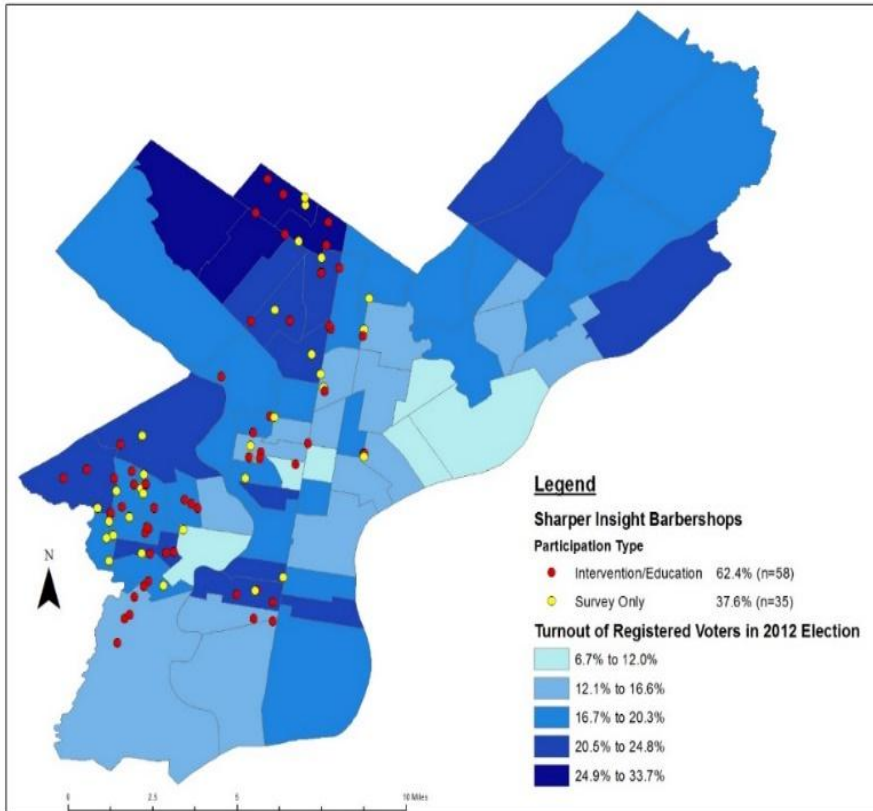 N
Legend
Sharper Insight Barbershops
Participation Type
Intervention/Education 62.4% (n=58)
Survey Only 37.6% (n=35)
Turnout of Registered Voters in 2012 Election
6.7% to 12.0%
12.1% to 16.6%
16.7% to 20.3%
20.5% to 24.8%
24.9% to 33.7%
0 2.5 5 10 Miles